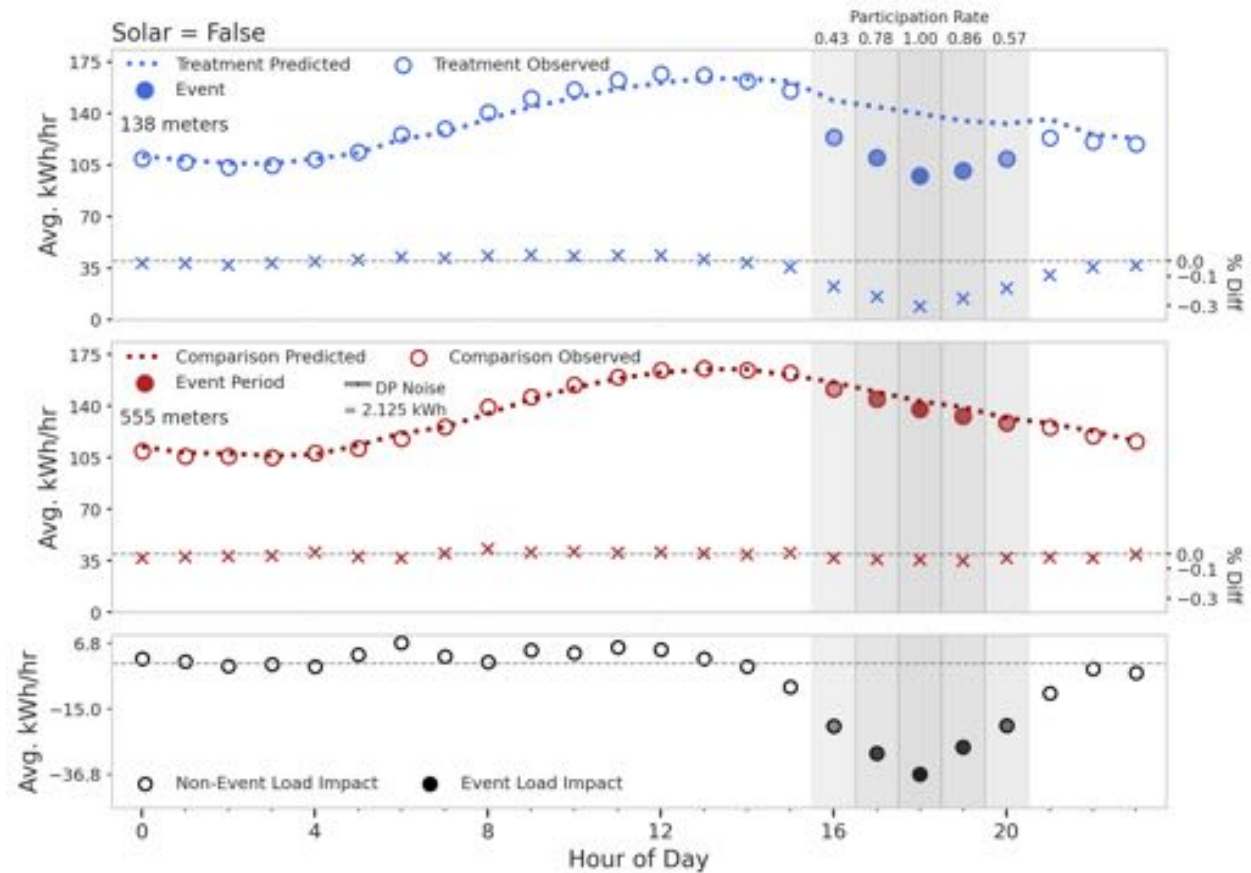 Participation Rate
Solar = False
0.43 0.78 1.00 0.86 0.57
Treatment Predicted
Treatment Observed
Event
138 meters
175
140
105
70
35
0
Avg. kWh/hr
0.0
−0.1
−0.3
% Diff
Comparison Predicted
Comparison Observed
Event Period
DP Noise
= 2.125 kWh
555 meters
175
140
105
70
35
0
Avg. kWh/hr
0.0
−0.1
−0.3
% Diff
6.8
−15.0
−36.8
Avg. kWh/hr
Non-Event Load Impact
Event Load Impact
0 4 8 12 16 20
Hour of Day